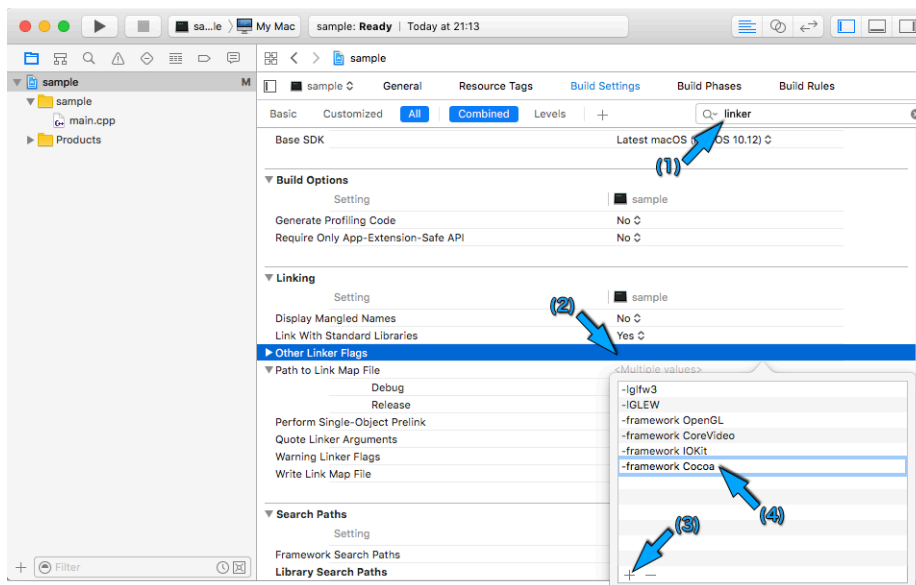 sa...le 〉 My Mac
sample: Ready | Today at 21:13
sample
sample M
sample
main.cpp
Products
Filter
sample
General
Resource Tags
Build Settings
Build Phases
Build Rules
Basic
Customized
All
Combined
Levels
+
linker
(1)
Base SDK
Latest macOS OS 10.12)
Build Options
Setting
sample
Generate Profiling Code
No
Require Only App-Extension-Safe API
No
Linking
Setting
sample
(2)
Display Mangled Names
No
Link With Standard Libraries
Yes
Other Linker Flags
Path to Link Map File
<Multiple values>
Debug
Release
Perform Single-Object Prelink
Quote Linker Arguments
Warning Linker Flags
Write Link Map File
-lglfw3
-lGLEW
-framework OpenGL
-framework CoreVideo
-framework IOKit
-framework Cocoa
(4)
(3)
+ −
Search Paths
Setting
Framework Search Paths
Library Search Paths